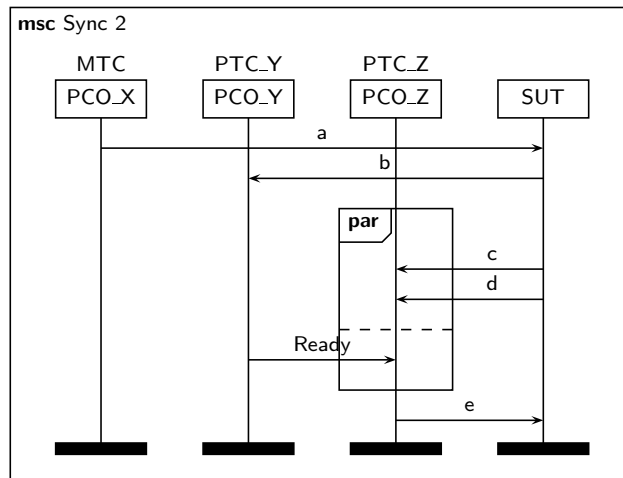 msc Sync 2
MTC PTC_Y PTC_Z
PCO_X PCO_Y PCO_Z SUT
a
b
par
c
d
Ready
e